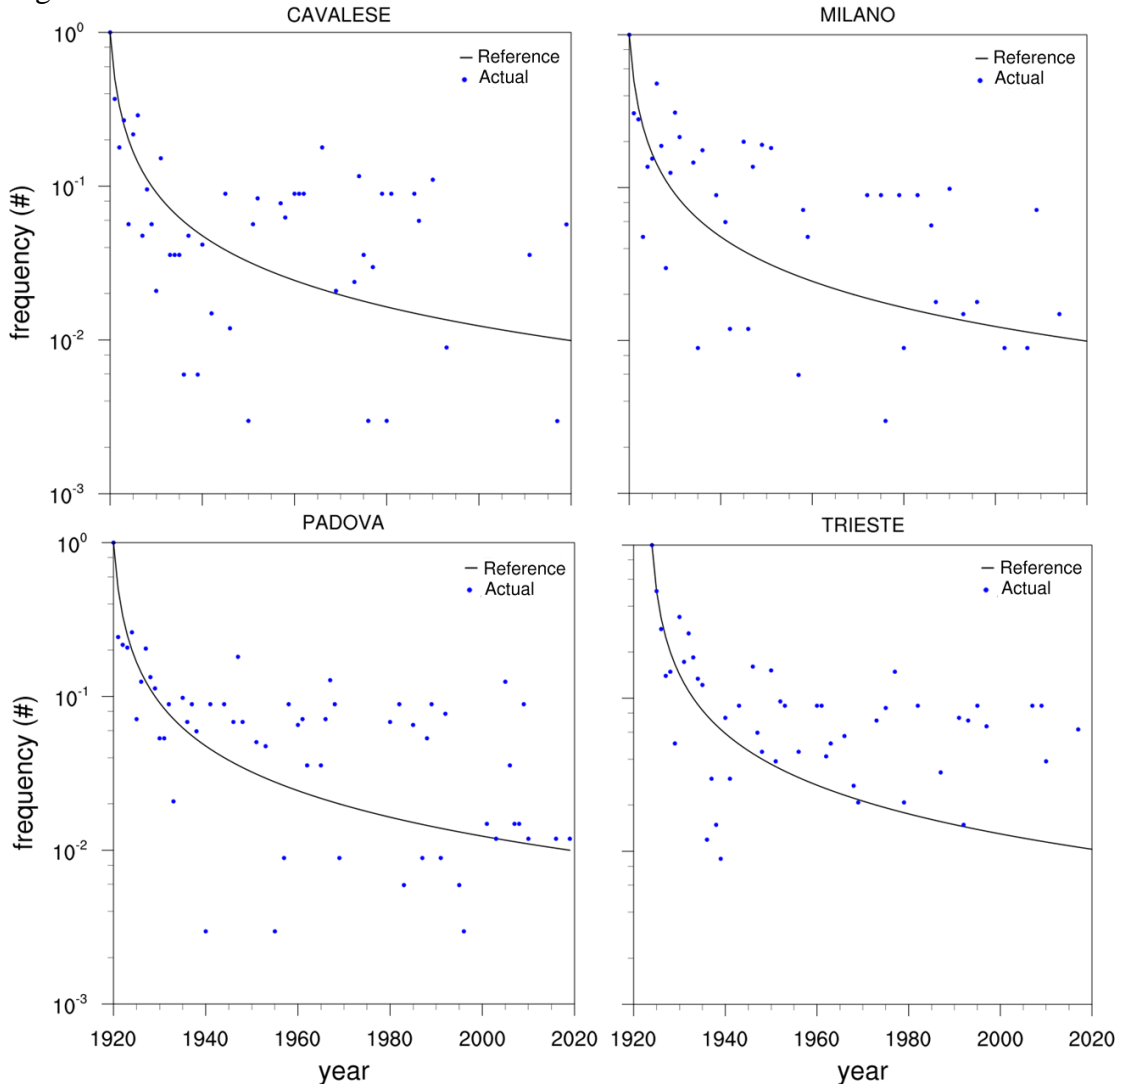 CAVALESE
MILANO
10⁰
Reference
Actual
Reference
Actual
10⁻¹
frequency (#)
10⁻²
10⁻³
PADOVA
TRIESTE
10⁰
Reference
Actual
Reference
Actual
10⁻¹
frequency (#)
10⁻²
10⁻³
1920 1940 1960 1980 2000 2020
1920 1940 1960 1980 2000 2020
year
year